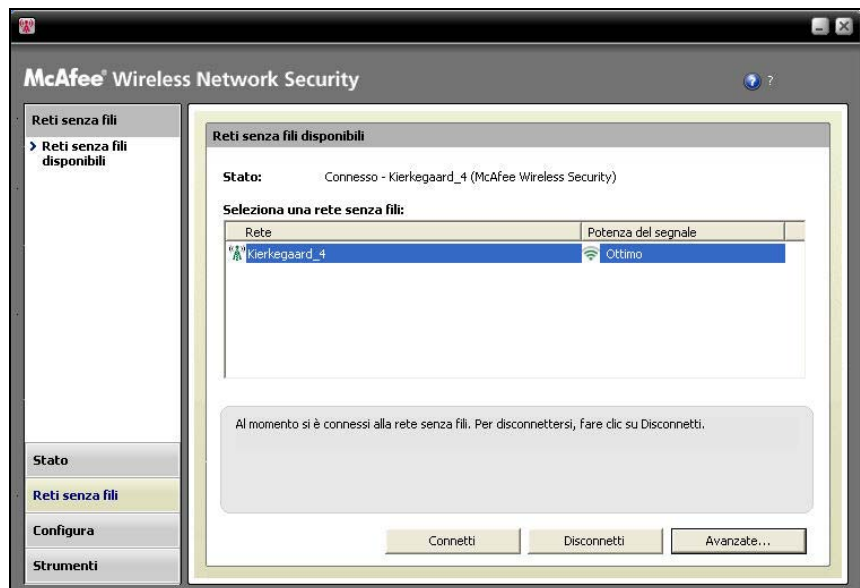 McAfee® Wireless Network Security
?
Reti senza fili
Reti senza fili disponibili
Stato
Reti senza fili
Configura
Strumenti
Reti senza fili disponibili
Stato: Connesso - Kierkegaard_4 (McAfee Wireless Security)
Seleziona una rete senza fili:
Rete Potenza del segnale
Kierkegaard_4 Ottimo
Al momento si è connessi alla rete senza fili. Per disconnettersi, fare clic su Disconnetti.
Connetti Disconnetti Avanzate...